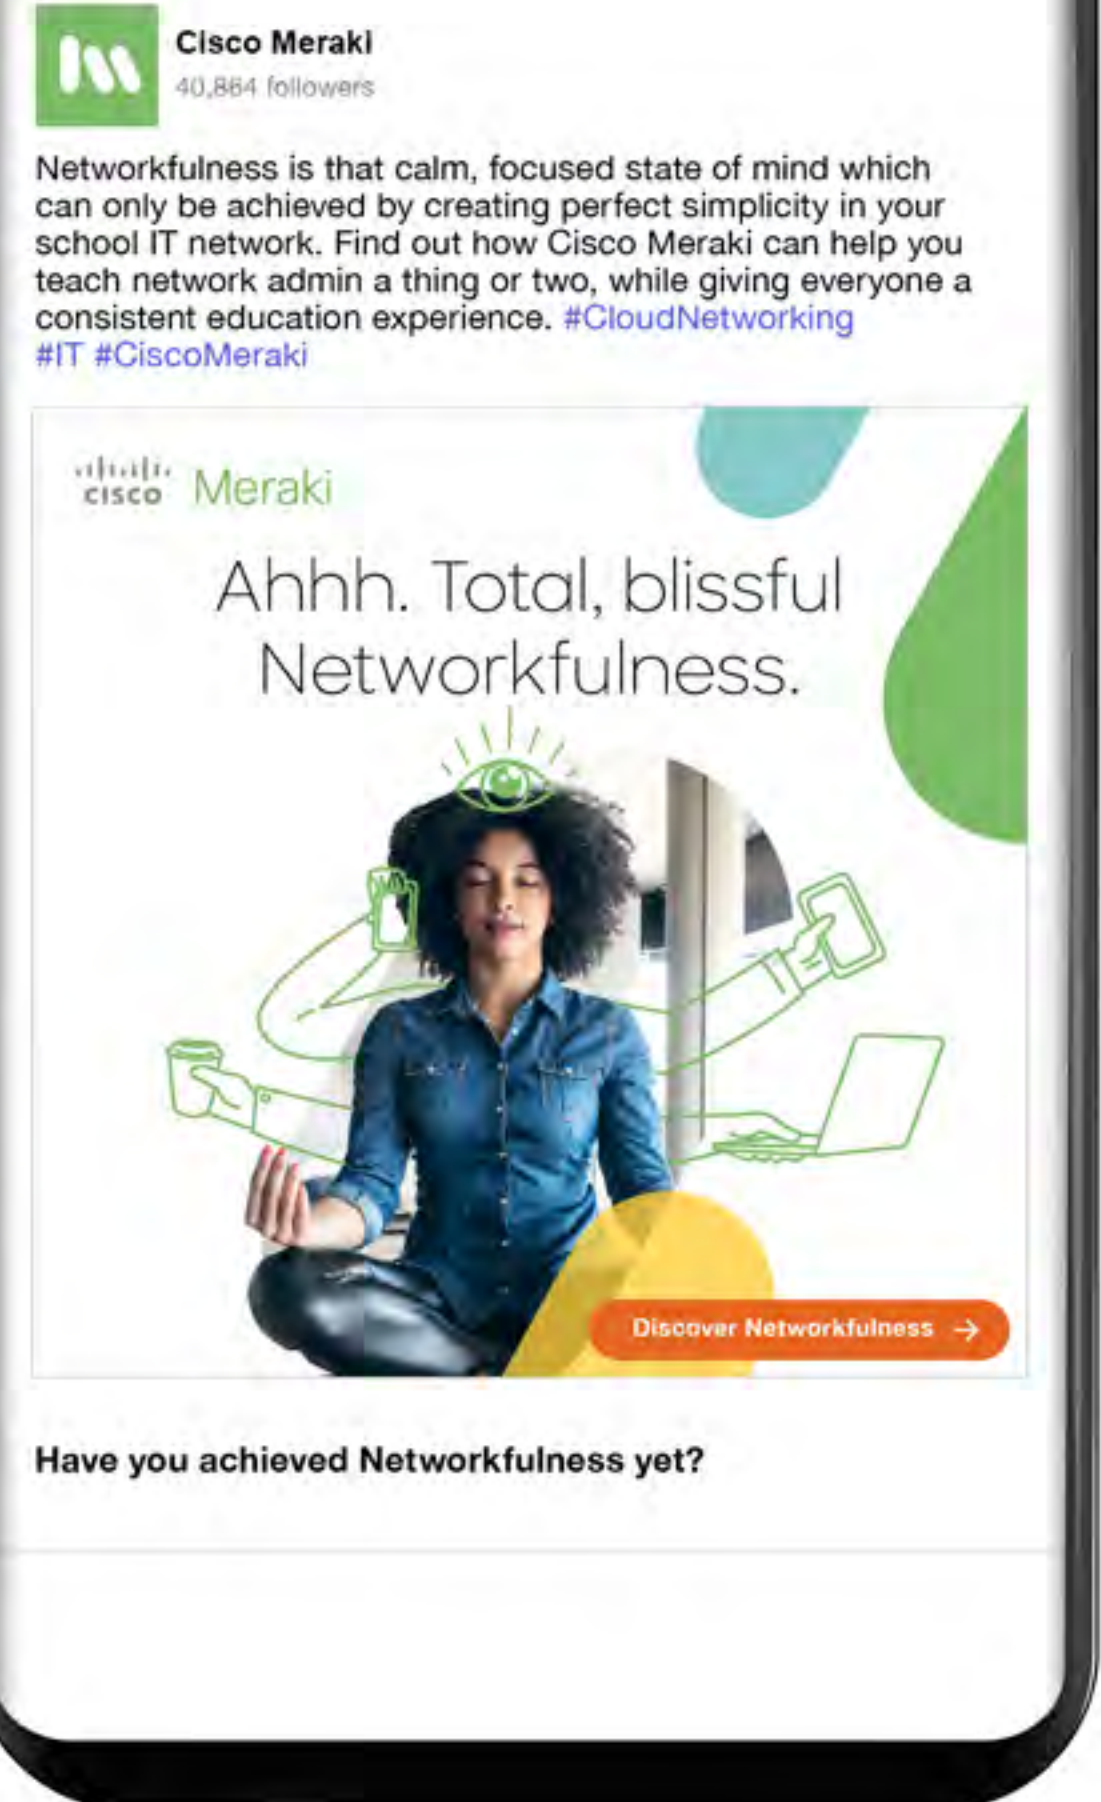 Cisco Meraki
40,864 followers
Networkfulness is that calm, focused state of mind which
can only be achieved by creating perfect simplicity in your
school IT network. Find out how Cisco Meraki can help you
teach network admin a thing or two, while giving everyone a
consistent education experience. #CloudNetworking
#IT #CiscoMeraki
cisco Meraki
Ahhh. Total, blissful
Networkfulness.
Discover Networkfulness →
Have you achieved Networkfulness yet?